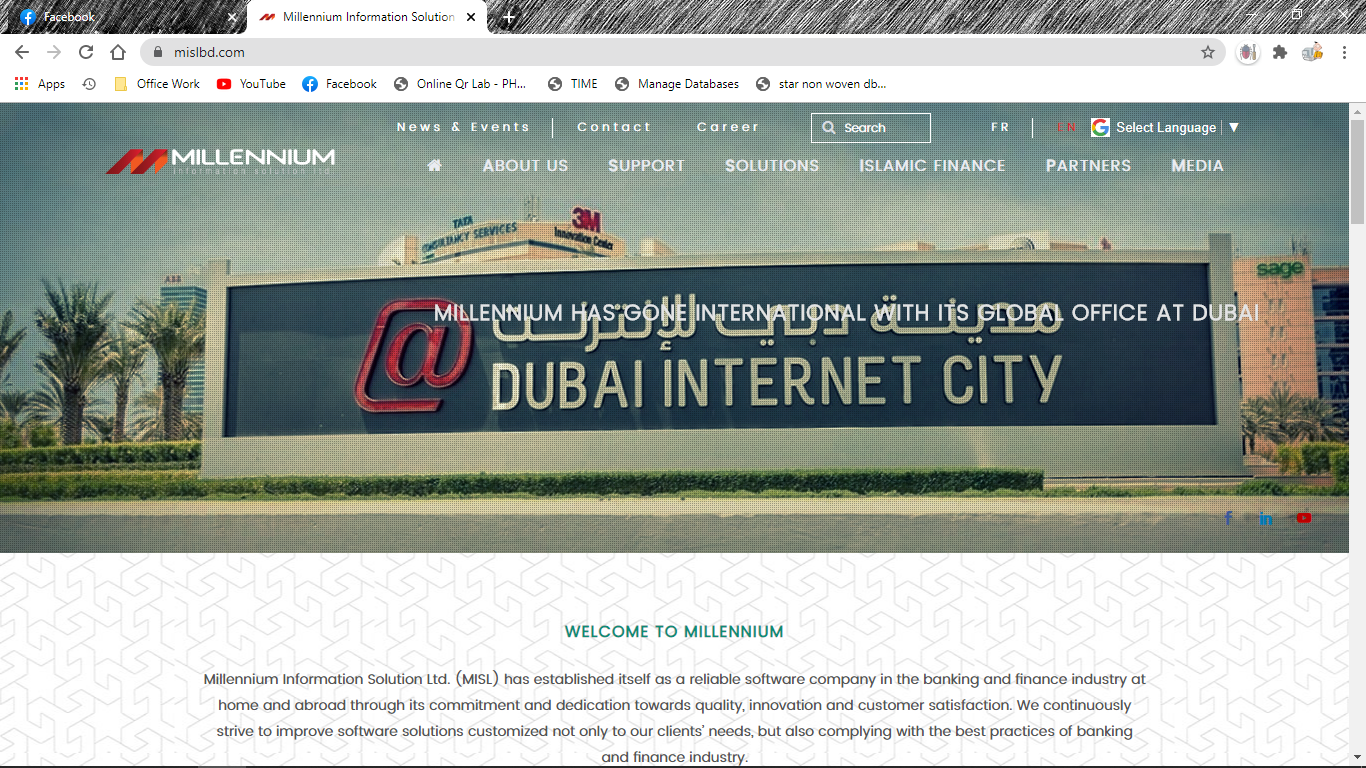 Facebook
Millennium Information Solution
mislbd.com
Apps
Office Work
YouTube
Facebook
Online Qr Lab - PH...
TIME
Manage Databases
star non woven db...
News & Events
Contact
Career
Search
FR
EN
Select Language
MILLENNIUM
information solution ltd.
ABOUT US
SUPPORT
SOLUTIONS
ISLAMIC FINANCE
PARTNERS
MEDIA
TATA
CONSULTANCY SERVICES
3M
Innovation Center
sage
مدينة دبي للإنترنت
MILLENNIUM HAS GONE INTERNATIONAL WITH ITS GLOBAL OFFICE AT DUBAI
@ DUBAI INTERNET CITY
WELCOME TO MILLENNIUM
Millennium Information Solution Ltd. (MISL) has established itself as a reliable software company in the banking and finance industry at
home and abroad through its commitment and dedication towards quality, innovation and customer satisfaction. We continuously
strive to improve software solutions customized not only to our clients' needs, but also complying with the best practices of banking
and finance industry.